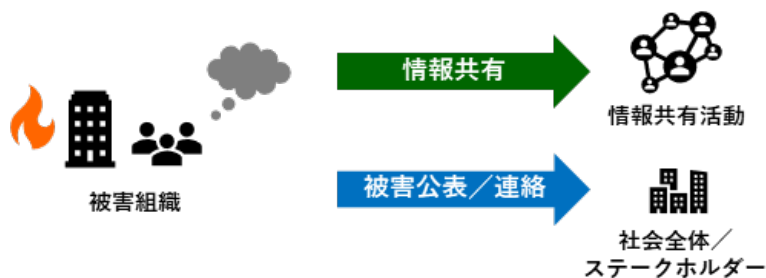 情報共有
情報共有活動
被害組織
被害公表／連絡
社会全体／
ステークホルダー